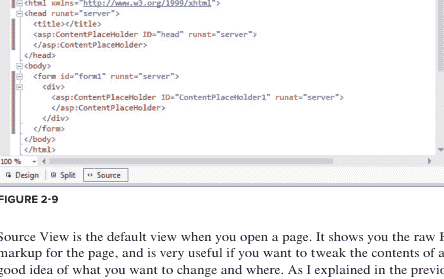 <html xmlns="http://www.w3.org/1999/xhtml">
<head runat="server">
<title></title>
<asp:ContentPlaceHolder ID="head" runat="server">
</asp:ContentPlaceHolder>
</head>
<body>
<form id="form1" runat="server">
<div>
<asp:ContentPlaceHolder ID="ContentPlaceHolder1" runat="server">
</asp:ContentPlaceHolder>
</div>
</form>
</body>
</html>
100 %
Design Split Source
FIGURE 2-9
Source View is the default view when you open a page. It shows you the raw
markup for the page, and is very useful if you want to tweak the contents of a
good idea of what you want to change and where. As I explained in the